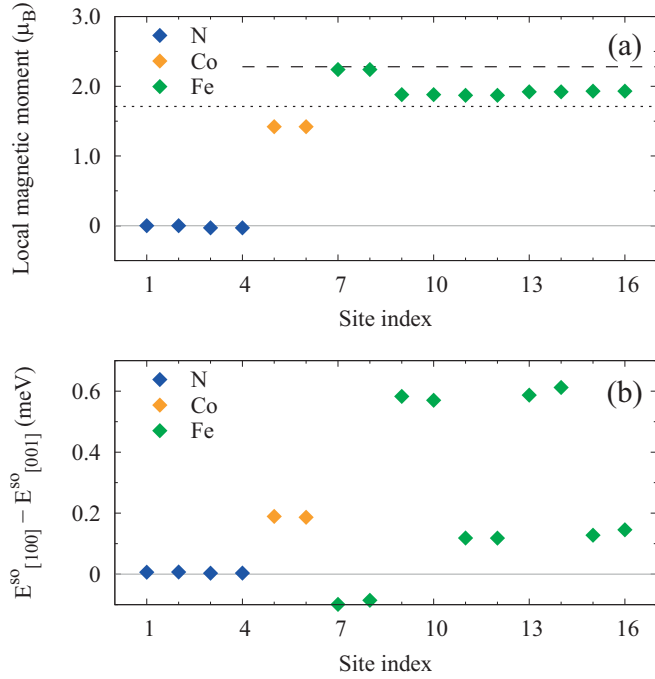 Local magnetic moment (μB)
3.0
2.0
1.0
0
N
Co
Fe
(a)
1 4 7 10 13 16
Site index
E^so [100] − E^so [001] (meV)
0.6
0.4
0.2
0
N
Co
Fe
(b)
1 4 7 10 13 16
Site index